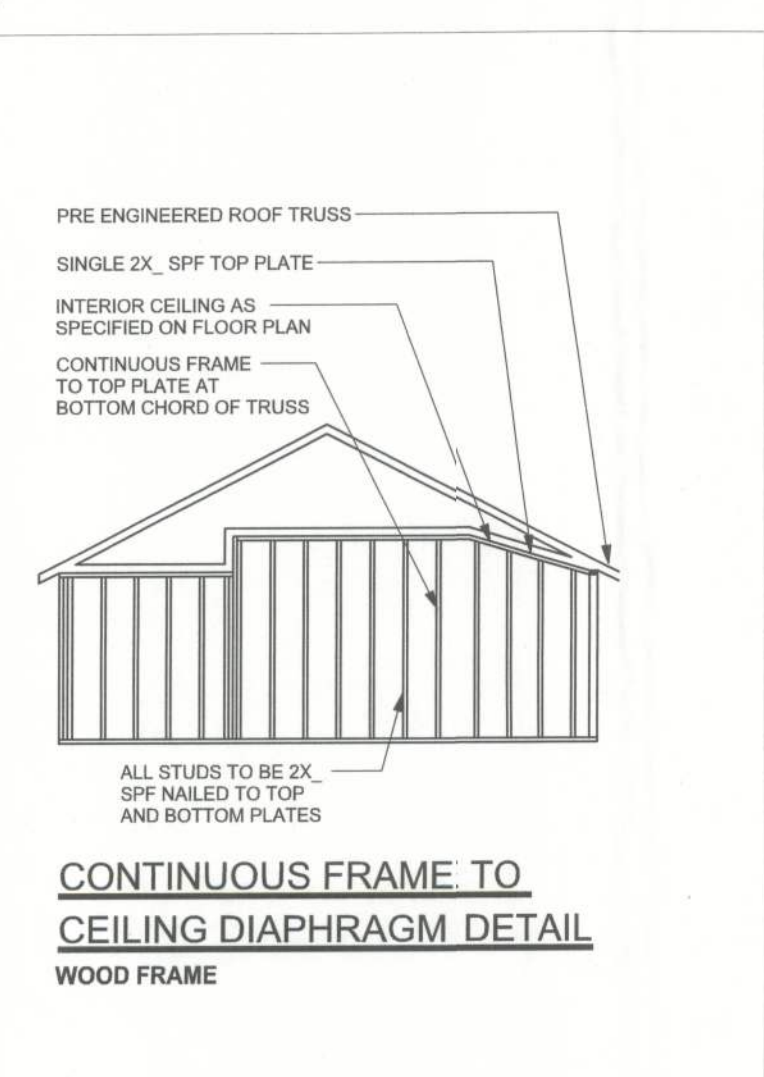 PRE ENGINEERED ROOF TRUSS
SINGLE 2X_ SPF TOP PLATE
INTERIOR CEILING AS
SPECIFIED ON FLOOR PLAN
CONTINUOUS FRAME
TO TOP PLATE AT
BOTTOM CHORD OF TRUSS
ALL STUDS TO BE 2X_
SPF NAILED TO TOP
AND BOTTOM PLATES
CONTINUOUS FRAME TO
CEILING DIAPHRAGM DETAIL
WOOD FRAME